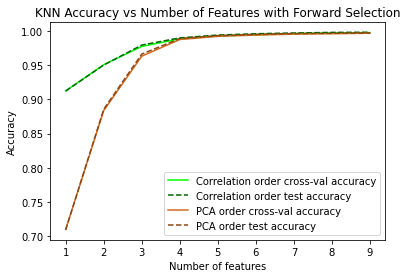 KNN Accuracy vs Number of Features with Forward Selection
1.00
0.95
0.90
0.85
0.80
0.75
0.70
Accuracy
Correlation order cross-val accuracy
Correlation order test accuracy
PCA order cross-val accuracy
PCA order test accuracy
1 2 3 4 5 6 7 8 9
Number of features